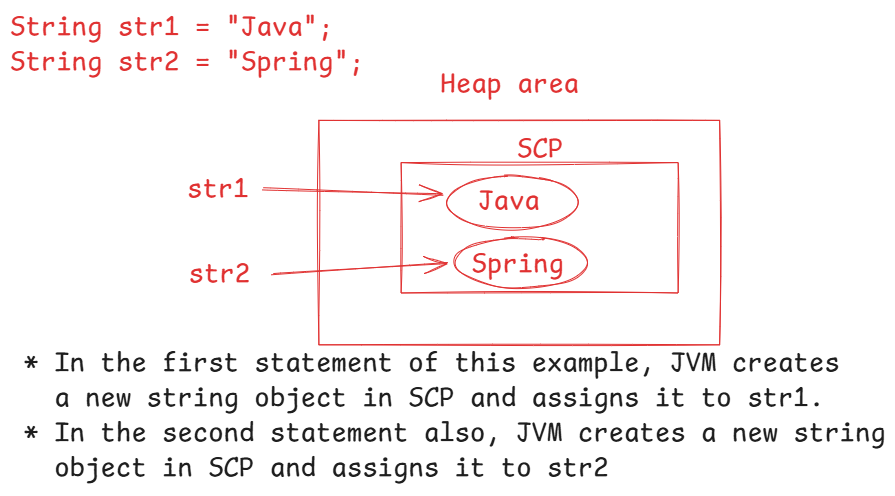 String str1 = "Java";
String str2 = "Spring";
Heap area
SCP
str1
Java
str2
Spring
* In the first statement of this example, JVM creates
a new string object in SCP and assigns it to str1.
* In the second statement also, JVM creates a new string
object in SCP and assigns it to str2